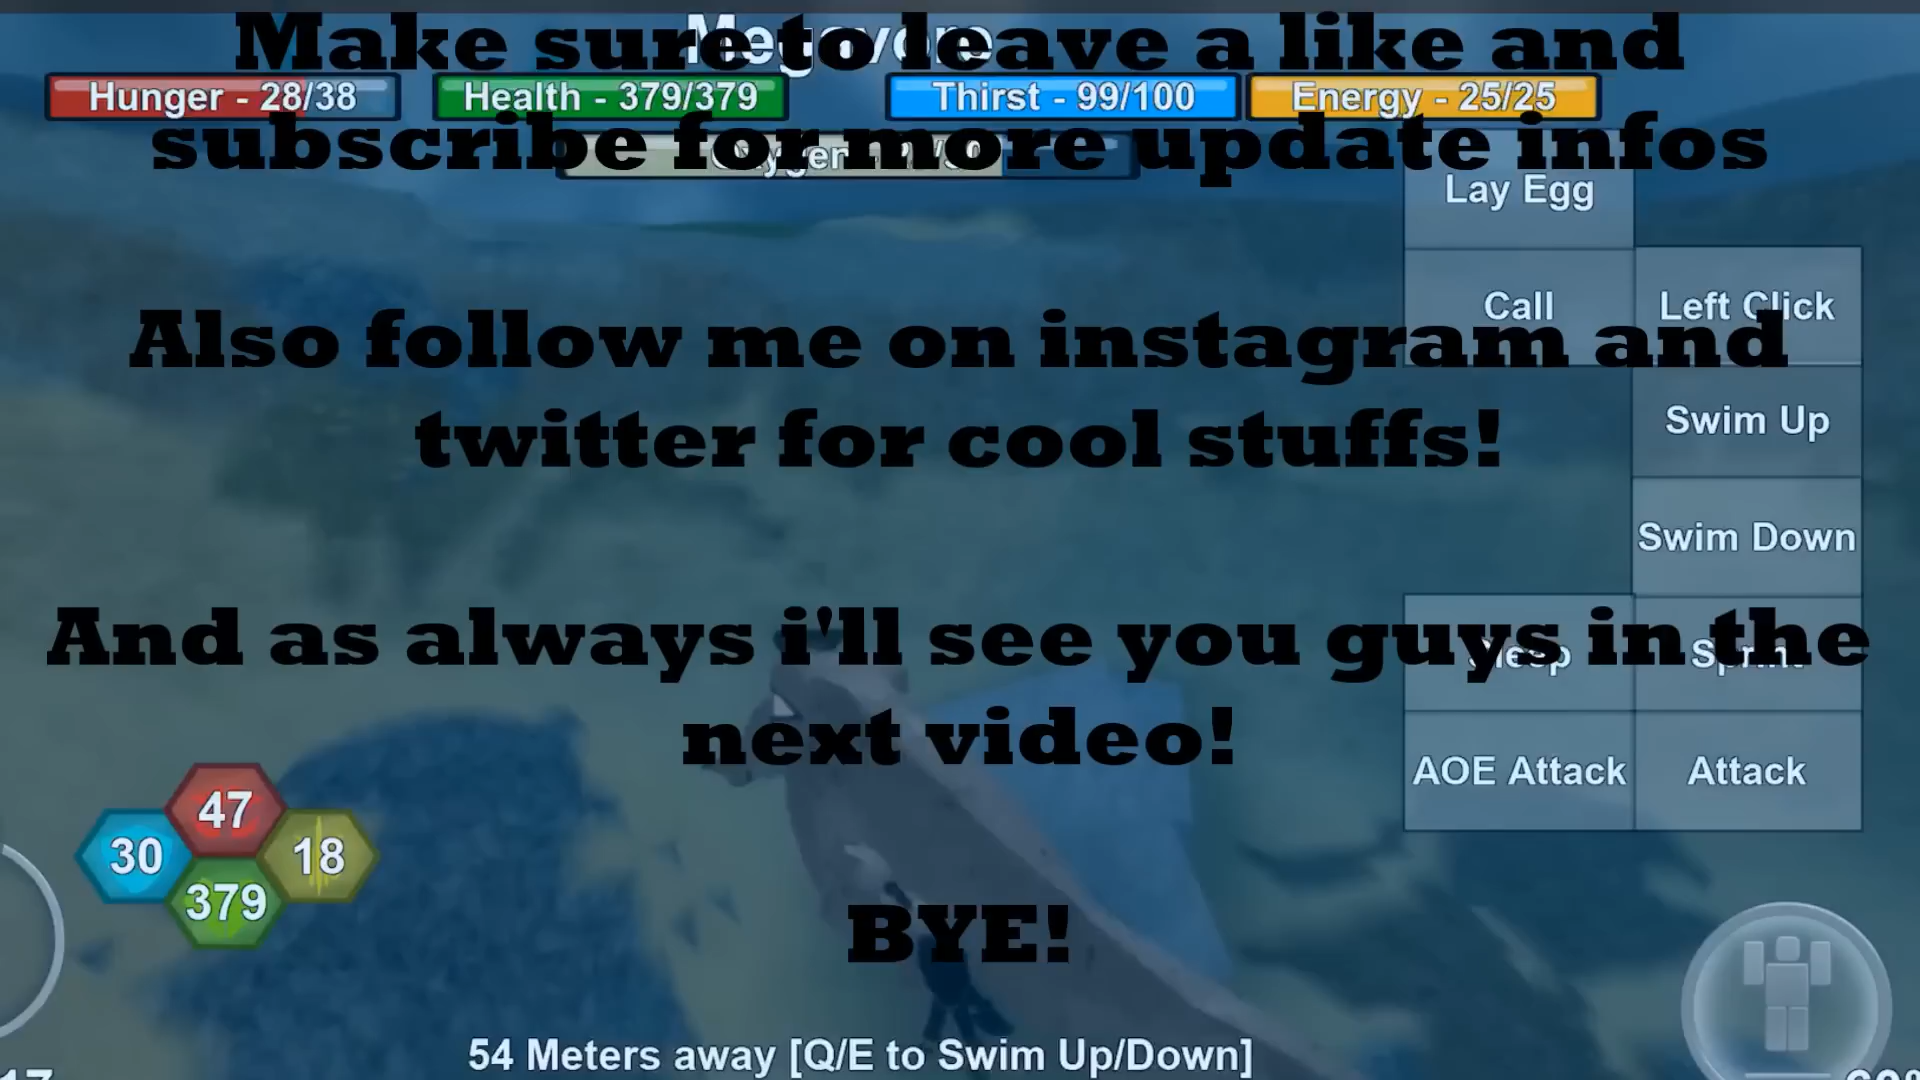 Make sure to leave a like and
Hunger - 28/38
Health - 379/379
Thirst - 99/100
Energy - 25/25
subscribe for more update infos
Lay Egg
Call
Left Click
Also follow me on instagram and
twitter for cool stuffs!
Swim Up
Swim Down
And as always i'll see you guys in the
Sleep
Sprint
next video!
AOE Attack
Attack
47
30
18
379
BYE!
54 Meters away [Q/E to Swim Up/Down]